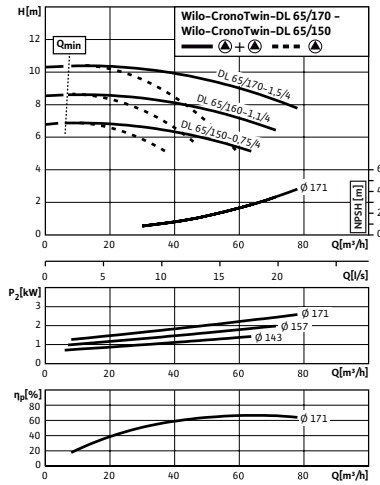 H[m]
Wilo-CronoTwin-DL 65/170 -
Wilo-CronoTwin-DL 65/150
+
12
Qmin
10
DL 65/170-1,5/4
8
DL 65/160-1,1/4
DL 65/150-0,75/4
6
4
2
0
Ø 171
6
4
2
0
NPSH [m]
0 20 40 60 80 Q[m³/h]
0 5 10 15 20 Q[l/s]
P2[kW]
3
2
1
0
Ø 171
Ø 157
Ø 143
0 20 40 60 80 Q[m³/h]
ηp[%]
80
60
40
20
0
Ø 171
0 20 40 60 80 Q[m³/h]